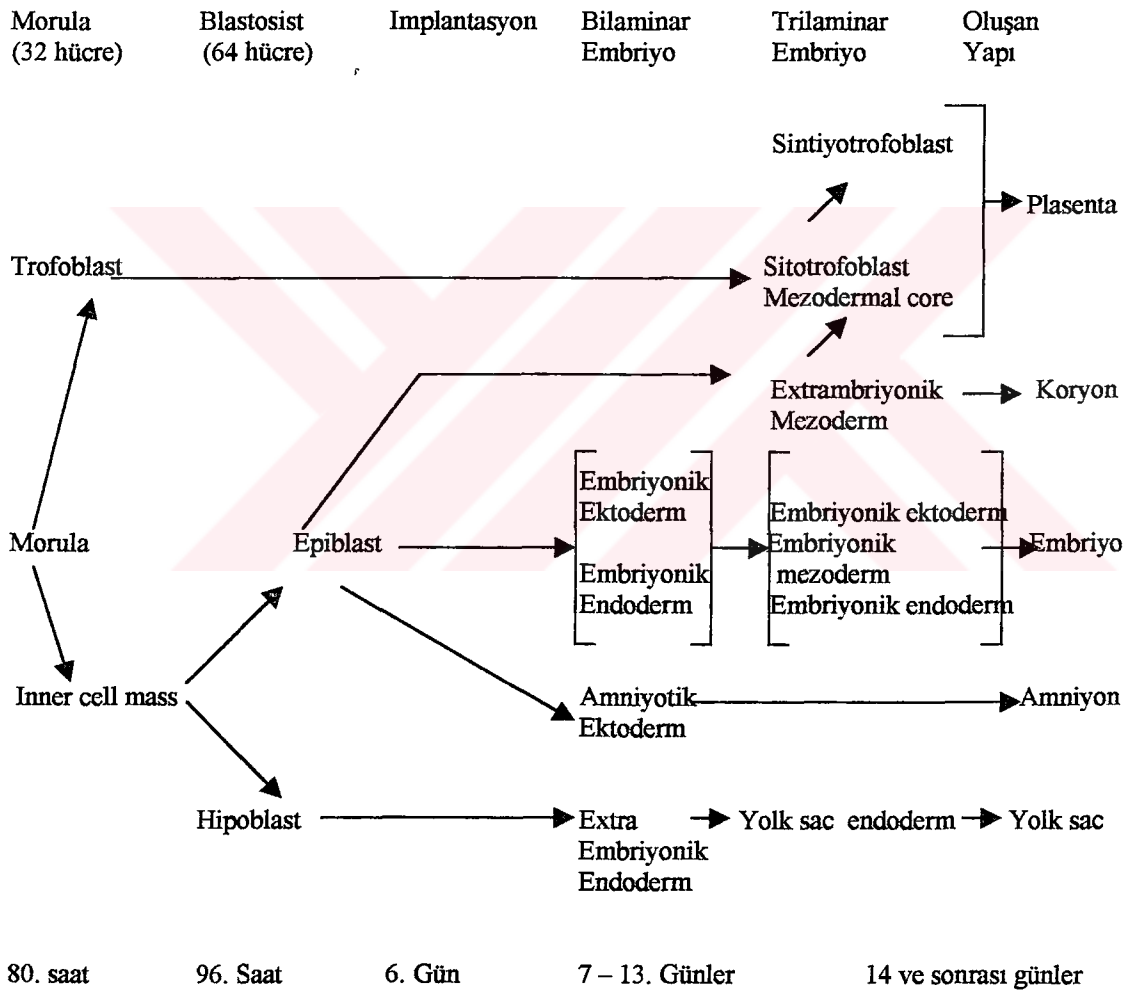 Morula Blastosist Implantasyon Bilaminar Trilaminar Oluşan
(32 hücre) (64 hücre) Embriyo Embriyo Yapı
Sintiyotrofoblast
Plasenta
Trofoblast Sitotrofoblast
Mezodermal core
Extrambriyonik Koryon
Mezoderm
Embriyonik
Ektoderm Embriyonik ektoderm
Morula Epiblast Embriyonik Embriyo
Embriyonik mezoderm
Endoderm Embriyonik endoderm
Inner cell mass Amniyotik Amniyon
Ektoderm
Hipoblast Extra Yolk sac endoderm Yolk sac
Embriyonik
Endoderm
80. saat 96. Saat 6. Gün 7 – 13. Günler 14 ve sonrası günler